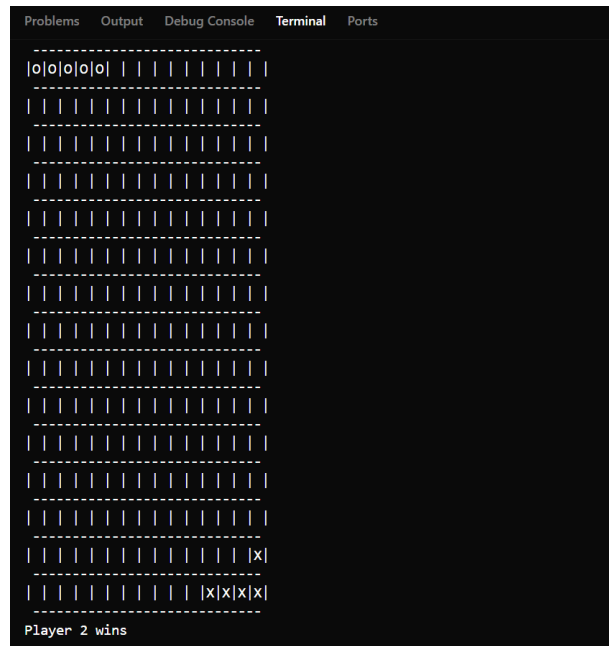 Problems Output Debug Console Terminal Ports
 -----------------------------
|o|o|o|o|o| | | | | | | | | | |
 -----------------------------
| | | | | | | | | | | | | | | |
 -----------------------------
| | | | | | | | | | | | | | | |
 -----------------------------
| | | | | | | | | | | | | | | |
 -----------------------------
| | | | | | | | | | | | | | | |
 -----------------------------
| | | | | | | | | | | | | | | |
 -----------------------------
| | | | | | | | | | | | | | | |
 -----------------------------
| | | | | | | | | | | | | | | |
 -----------------------------
| | | | | | | | | | | | | | | |
 -----------------------------
| | | | | | | | | | | | | | | |
 -----------------------------
| | | | | | | | | | | | | | | |
 -----------------------------
| | | | | | | | | | | | | | | |
 -----------------------------
| | | | | | | | | | | | | | | |
 -----------------------------
| | | | | | | | | | | | | | |x|
 -----------------------------
| | | | | | | | | | | |x|x|x|x|
 -----------------------------
Player 2 wins